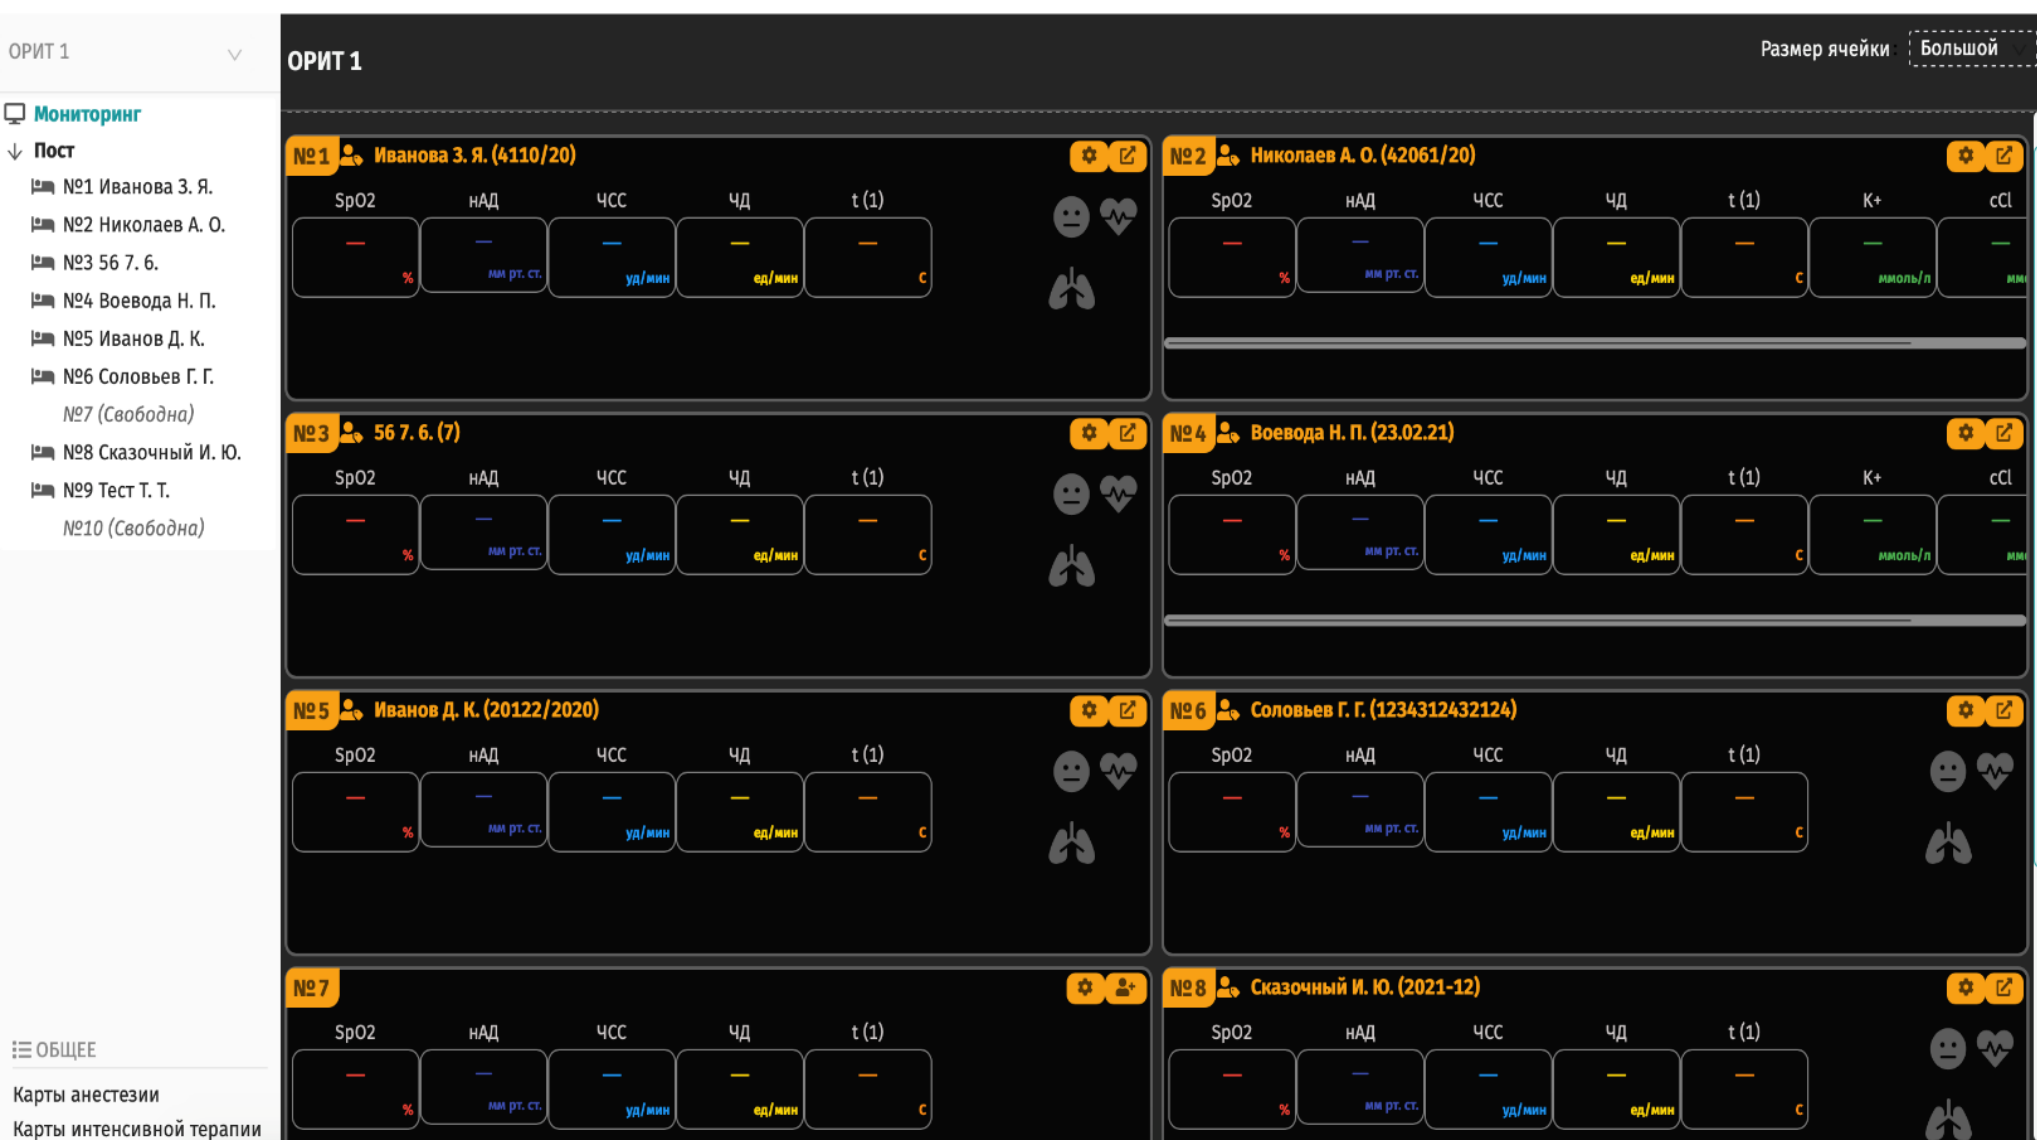 ОРИТ 1
Мониторинг
Пост
№1 Иванова З. Я.
№2 Николаев А. О.
№3 56 7. 6.
№4 Воевода Н. П.
№5 Иванов Д. К.
№6 Соловьев Г. Г.
№7 (Свободна)
№8 Сказочный И. Ю.
№9 Тест Т. Т.
№10 (Свободна)
ОБЩЕЕ
Карты анестезии
Карты интенсивной терапии
ОРИТ 1
Размер ячейки : Большой
№1 Иванова З. Я. (4110/20)
SpO2 нАД ЧСС ЧД t (1)
— — — — —
% мм рт. ст. уд/мин ед/мин C
№2 Николаев А. О. (42061/20)
SpO2 нАД ЧСС ЧД t (1) K+ cCl
— — — — — — —
% мм рт. ст. уд/мин ед/мин C ммоль/л мм
№3 56 7. 6. (7)
SpO2 нАД ЧСС ЧД t (1)
— — — — —
% мм рт. ст. уд/мин ед/мин C
№4 Воевода Н. П. (23.02.21)
SpO2 нАД ЧСС ЧД t (1) K+ cCl
— — — — — — —
% мм рт. ст. уд/мин ед/мин C ммоль/л мм
№5 Иванов Д. К. (20122/2020)
SpO2 нАД ЧСС ЧД t (1)
— — — — —
% мм рт. ст. уд/мин ед/мин C
№6 Соловьев Г. Г. (1234312432124)
SpO2 нАД ЧСС ЧД t (1)
— — — — —
% мм рт. ст. уд/мин ед/мин C
№7
SpO2 нАД ЧСС ЧД t (1)
— — — — —
% мм рт. ст. уд/мин ед/мин C
№8 Сказочный И. Ю. (2021-12)
SpO2 нАД ЧСС ЧД t (1)
— — — — —
% мм рт. ст. уд/мин ед/мин C